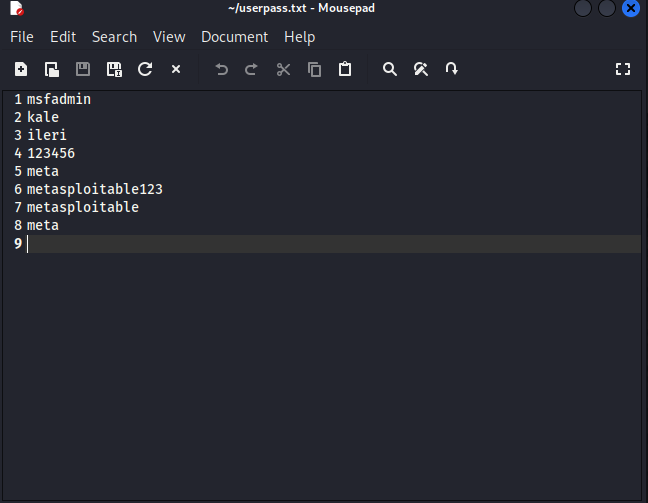 ~/userpass.txt - Mousepad
File Edit Search View Document Help
1 msfadmin
2 kale
3 ileri
4 123456
5 meta
6 metasploitable123
7 metasploitable
8 meta
9